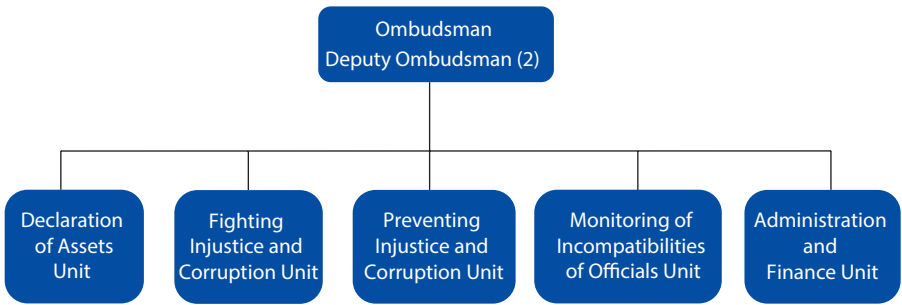 Ombudsman
Deputy Ombudsman (2)
Declaration
of Assets
Unit
Fighting
Injustice and
Corruption Unit
Preventing
Injustice and
Corruption Unit
Monitoring of
Incompatibilities
of Officials Unit
Administration
and
Finance Unit